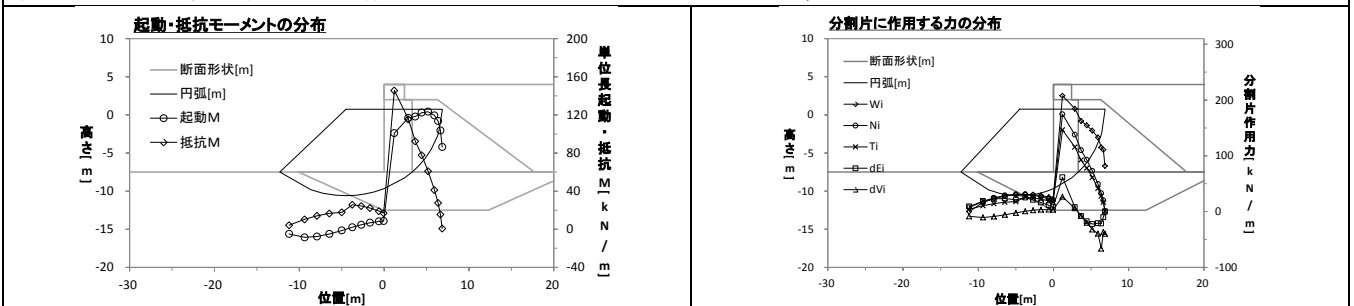 起動・抵抗モーメントの分布
10
5
0
-5
-10
-15
-20
高さ[m]
断面形状[m]
円弧[m]
起動M
抵抗M
200
160
120
80
40
0
-40
単位長起動・抵抗M[kN/m]
-30
-20
-10
0
10
20
位置[m]
分割片に作用する力の分布
10
5
0
-5
-10
-15
-20
高さ[m]
断面形状[m]
円弧[m]
Wi
Ni
Ti
dEi
dVi
300
200
100
0
-100
分割片作用力[kN/m]
-30
-20
-10
0
10
20
位置[m]